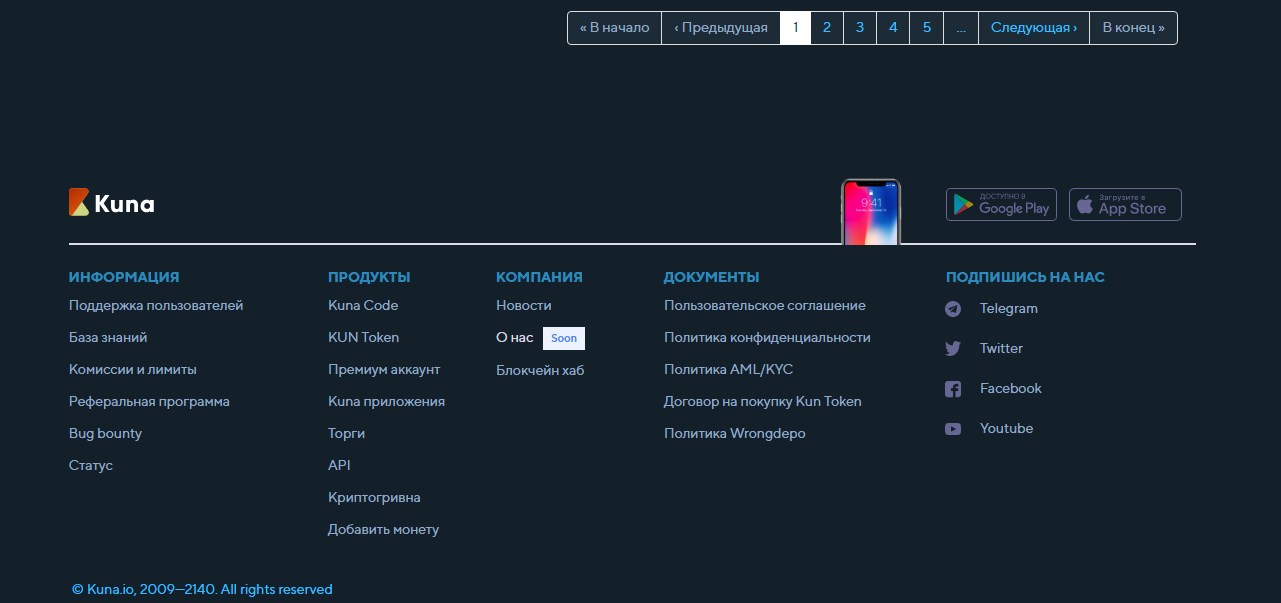 « В начало ‹ Предыдущая 1 2 3 4 5 ... Следующая › В конец »
Kuna
9:41
ДОСТУПНО В
Google Play
Загрузите в
App Store
ИНФОРМАЦИЯ
Поддержка пользователей
База знаний
Комиссии и лимиты
Реферальная программа
Bug bounty
Статус
ПРОДУКТЫ
Kuna Code
KUN Token
Премиум аккаунт
Kuna приложения
Торги
API
Криптогривна
Добавить монету
КОМПАНИЯ
Новости
О нас Soon
Блокчейн хаб
ДОКУМЕНТЫ
Пользовательское соглашение
Политика конфиденциальности
Политика AML/KYC
Договор на покупку Kun Token
Политика Wrongdepo
ПОДПИШИСЬ НА НАС
Telegram
Twitter
Facebook
Youtube
© Kuna.io, 2009—2140. All rights reserved